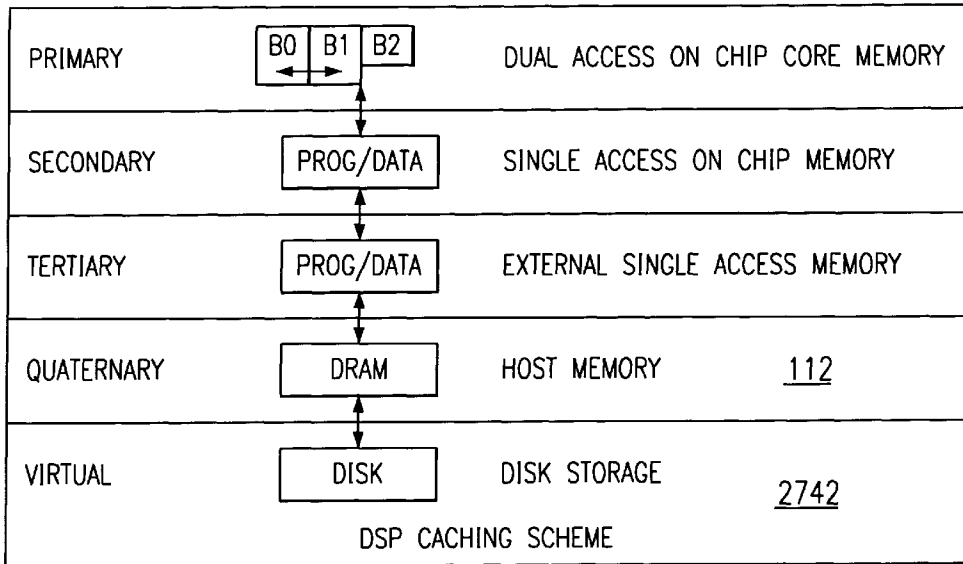 PRIMARY B0 B1 B2 DUAL ACCESS ON CHIP CORE MEMORY
SECONDARY PROG/DATA SINGLE ACCESS ON CHIP MEMORY
TERTIARY PROG/DATA EXTERNAL SINGLE ACCESS MEMORY
QUATERNARY DRAM HOST MEMORY 112
VIRTUAL DISK DISK STORAGE 2742
DSP CACHING SCHEME